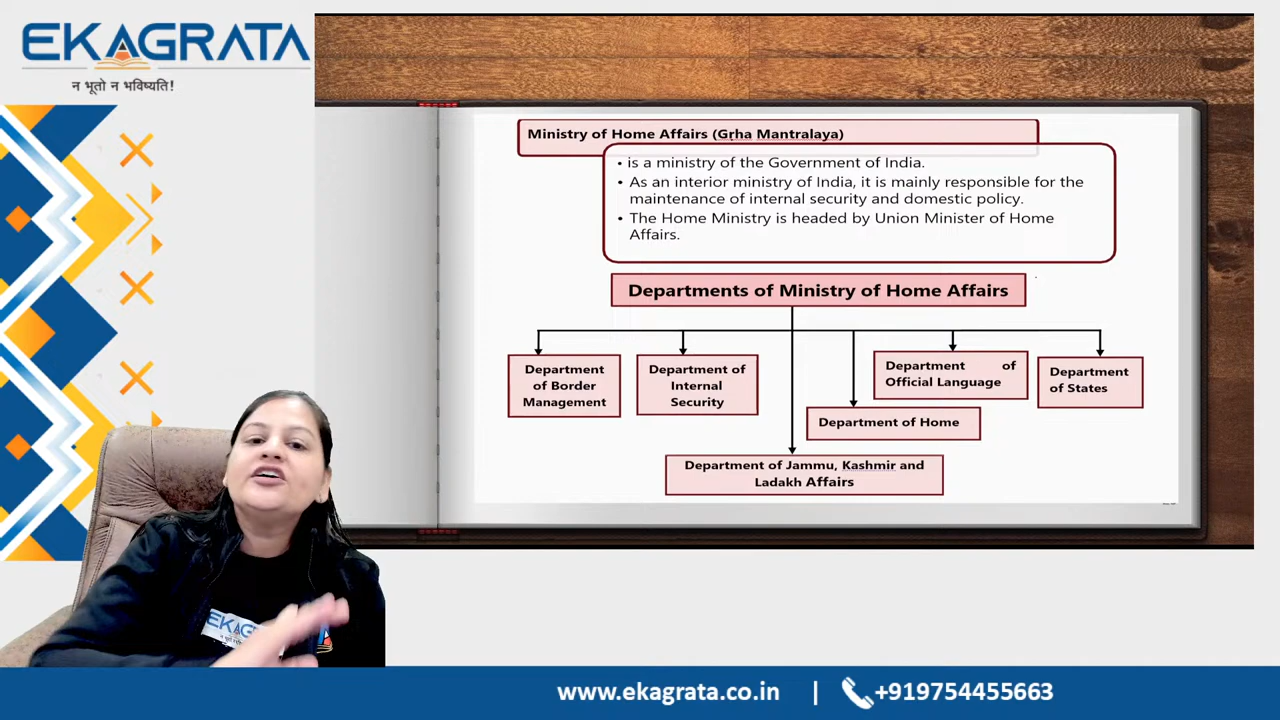 EKAGRATA
न भूतो न भविष्यति!
Ministry of Home Affairs (Gṛha Mantralaya)
• is a ministry of the Government of India.
• As an interior ministry of India, it is mainly responsible for the
maintenance of internal security and domestic policy.
• The Home Ministry is headed by Union Minister of Home
Affairs.
Departments of Ministry of Home Affairs
Department
of Border
Management
Department of
Internal
Security
Department of
Official Language
Department
of States
Department of Home
Department of Jammu, Kashmir and
Ladakh Affairs
www.ekagrata.co.in | +919754455663